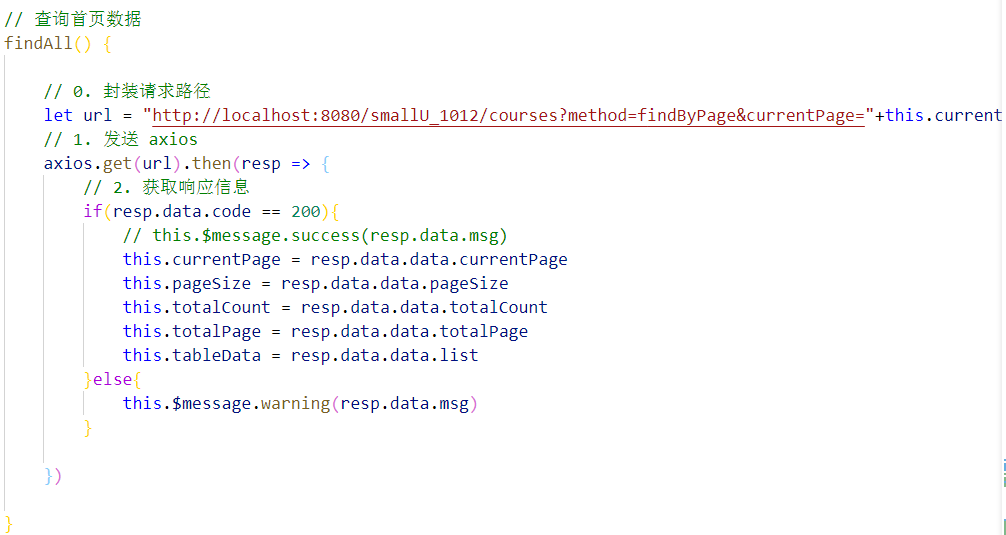 // 查询首页数据
findAll() {
// 0. 封装请求路径
let url = "http://localhost:8080/smallU_1012/courses?method=findByPage&currentPage="+this.current
// 1. 发送 axios
axios.get(url).then(resp => {
// 2. 获取响应信息
if(resp.data.code == 200){
// this.$message.success(resp.data.msg)
this.currentPage = resp.data.data.currentPage
this.pageSize = resp.data.data.pageSize
this.totalCount = resp.data.data.totalCount
this.totalPage = resp.data.data.totalPage
this.tableData = resp.data.data.list
}else{
this.$message.warning(resp.data.msg)
}
})
}